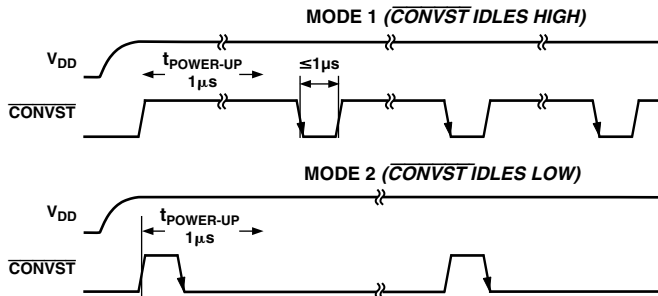 MODE 1 (CONVST IDLES HIGH)
VDD
tPOWER-UP
1μs
≤1μs
CONVST
MODE 2 (CONVST IDLES LOW)
VDD
tPOWER-UP
1μs
CONVST